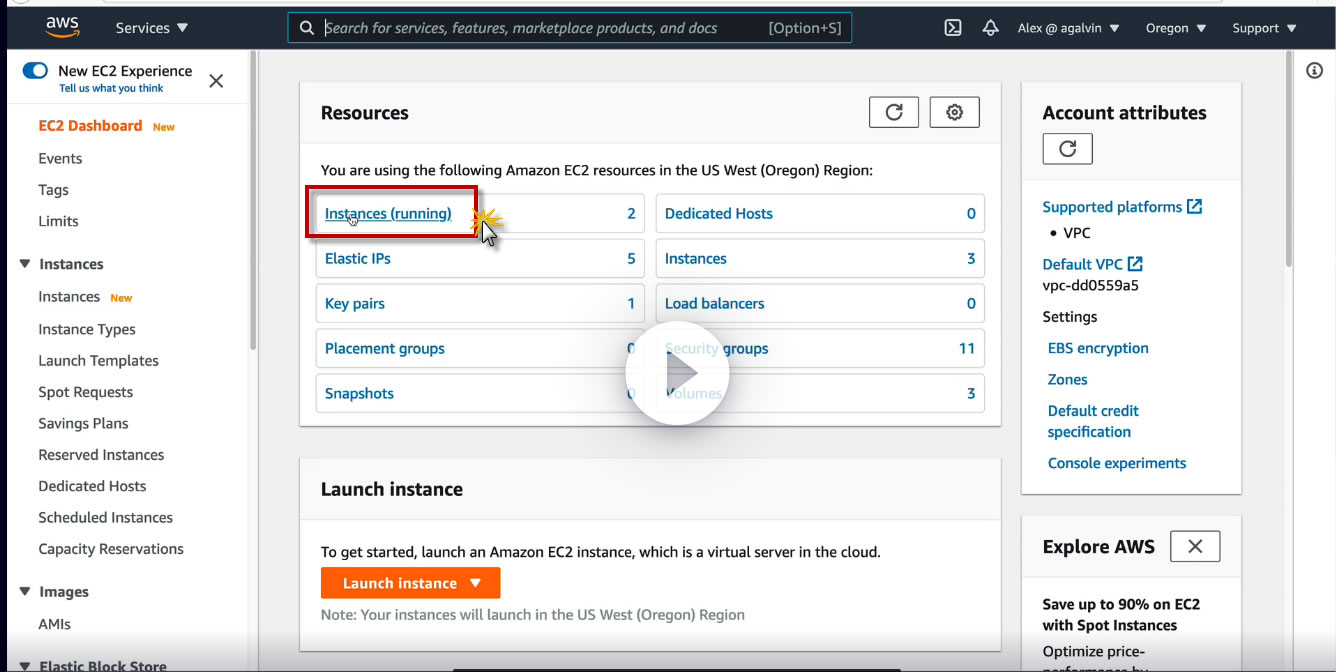 aws
Services ▼
Search for services, features, marketplace products, and docs
[Option+S]
Alex @ agalvin ▼
Oregon ▼
Support ▼
New EC2 Experience
Tell us what you think
EC2 Dashboard New
Events
Tags
Limits
▼ Instances
Instances New
Instance Types
Launch Templates
Spot Requests
Savings Plans
Reserved Instances
Dedicated Hosts
Scheduled Instances
Capacity Reservations
▼ Images
AMIs
▼ Elastic Block Store
Resources
You are using the following Amazon EC2 resources in the US West (Oregon) Region:
Instances (running) 2
Dedicated Hosts 0
Elastic IPs 5
Instances 3
Key pairs 1
Load balancers 0
Placement groups 0
Security groups 11
Snapshots 0
Volumes 3
Launch instance
To get started, launch an Amazon EC2 instance, which is a virtual server in the cloud.
Launch instance ▼
Note: Your instances will launch in the US West (Oregon) Region
Account attributes
Supported platforms
• VPC
Default VPC
vpc-dd0559a5
Settings
EBS encryption
Zones
Default credit
specification
Console experiments
Explore AWS
Save up to 90% on EC2
with Spot Instances
Optimize price-
performance by